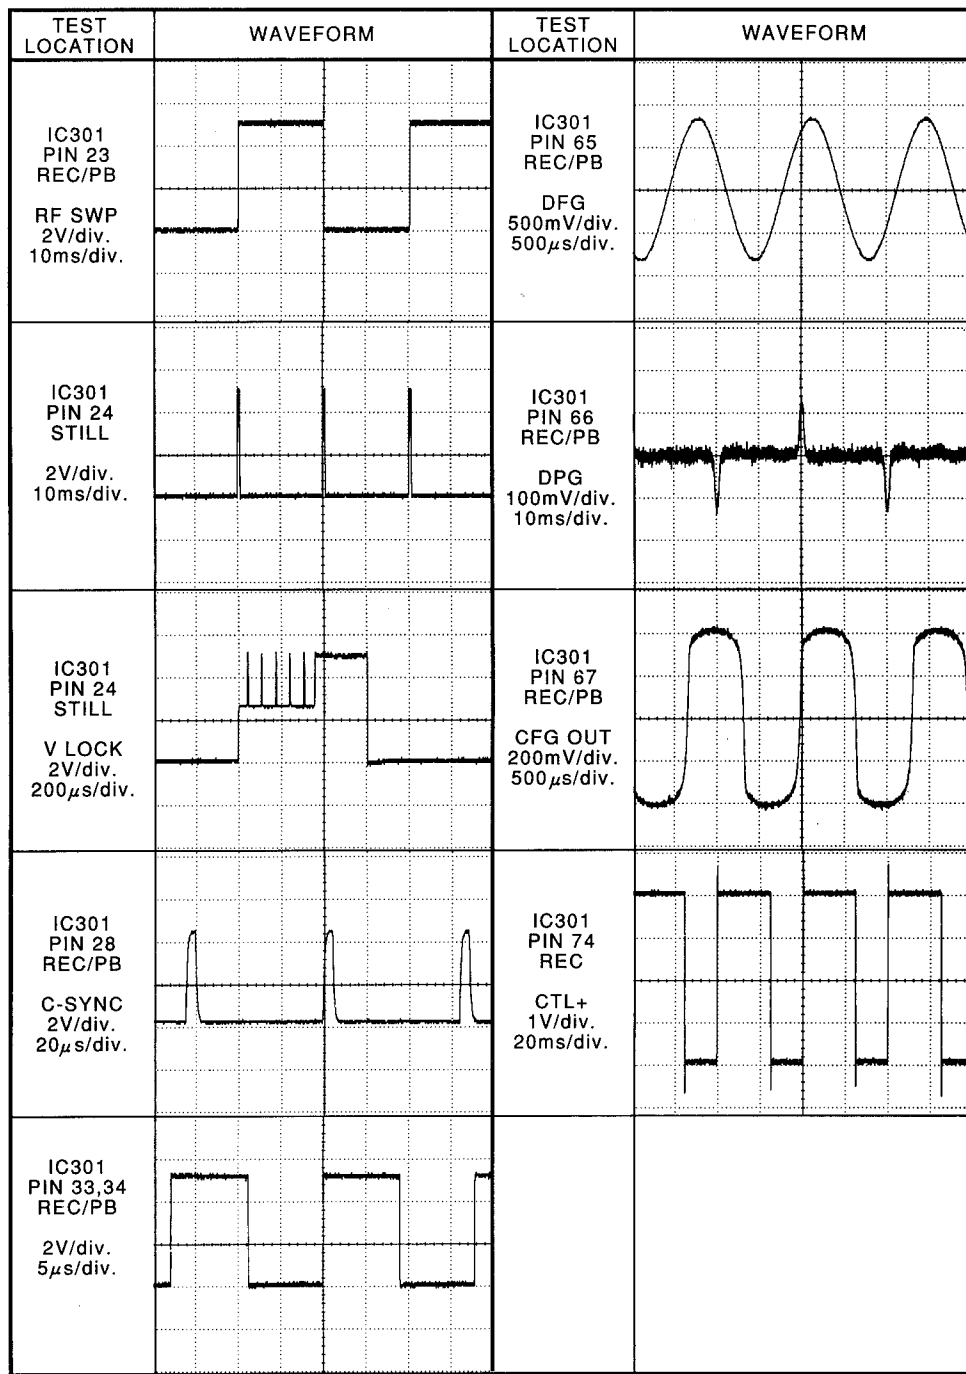 TEST
LOCATION
WAVEFORM
TEST
LOCATION
WAVEFORM
IC301
PIN 23
REC/PB
RF SWP
2V/div.
10ms/div.
IC301
PIN 65
REC/PB
DFG
500mV/div.
500μs/div.
IC301
PIN 24
STILL
2V/div.
10ms/div.
IC301
PIN 66
REC/PB
DPG
100mV/div.
10ms/div.
IC301
PIN 24
STILL
V LOCK
2V/div.
200μs/div.
IC301
PIN 67
REC/PB
CFG OUT
200mV/div.
500μs/div.
IC301
PIN 28
REC/PB
C-SYNC
2V/div.
20μs/div.
IC301
PIN 74
REC
CTL+
1V/div.
20ms/div.
IC301
PIN 33,34
REC/PB
2V/div.
5μs/div.